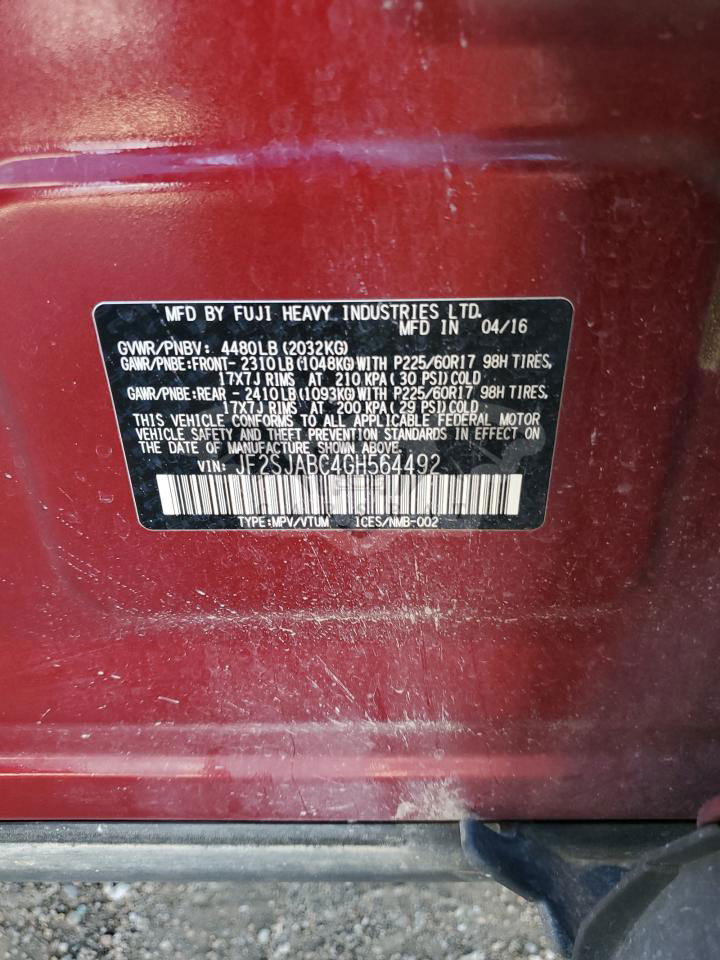 MFD BY FUJI HEAVY INDUSTRIES LTD.
MFD IN 04/16
GVWR/PNBV: 4480LB(2032KG)
GAWR/PNBE:FRONT- 2310LB(1048KG)WITH P225/60R17 98H TIRES,
17X7J RIMS AT 210 KPA(30 PSI)COLD
GAWR/PNBE:REAR - 2410LB(1093KG)WITH P225/60R17 98H TIRES,
17X7J RIMS AT 200 KPA(29 PSI)COLD
THIS VEHICLE CONFORMS TO ALL APPLICABLE FEDERAL MOTOR
VEHICLE SAFETY AND THEFT PREVENTION STANDARDS IN EFFECT ON
THE DATE OF MANUFACTURE SHOWN ABOVE.
VIN: JF2SJABC4GH564492
TYPE:MPV/VTUM ICES/NMB-002